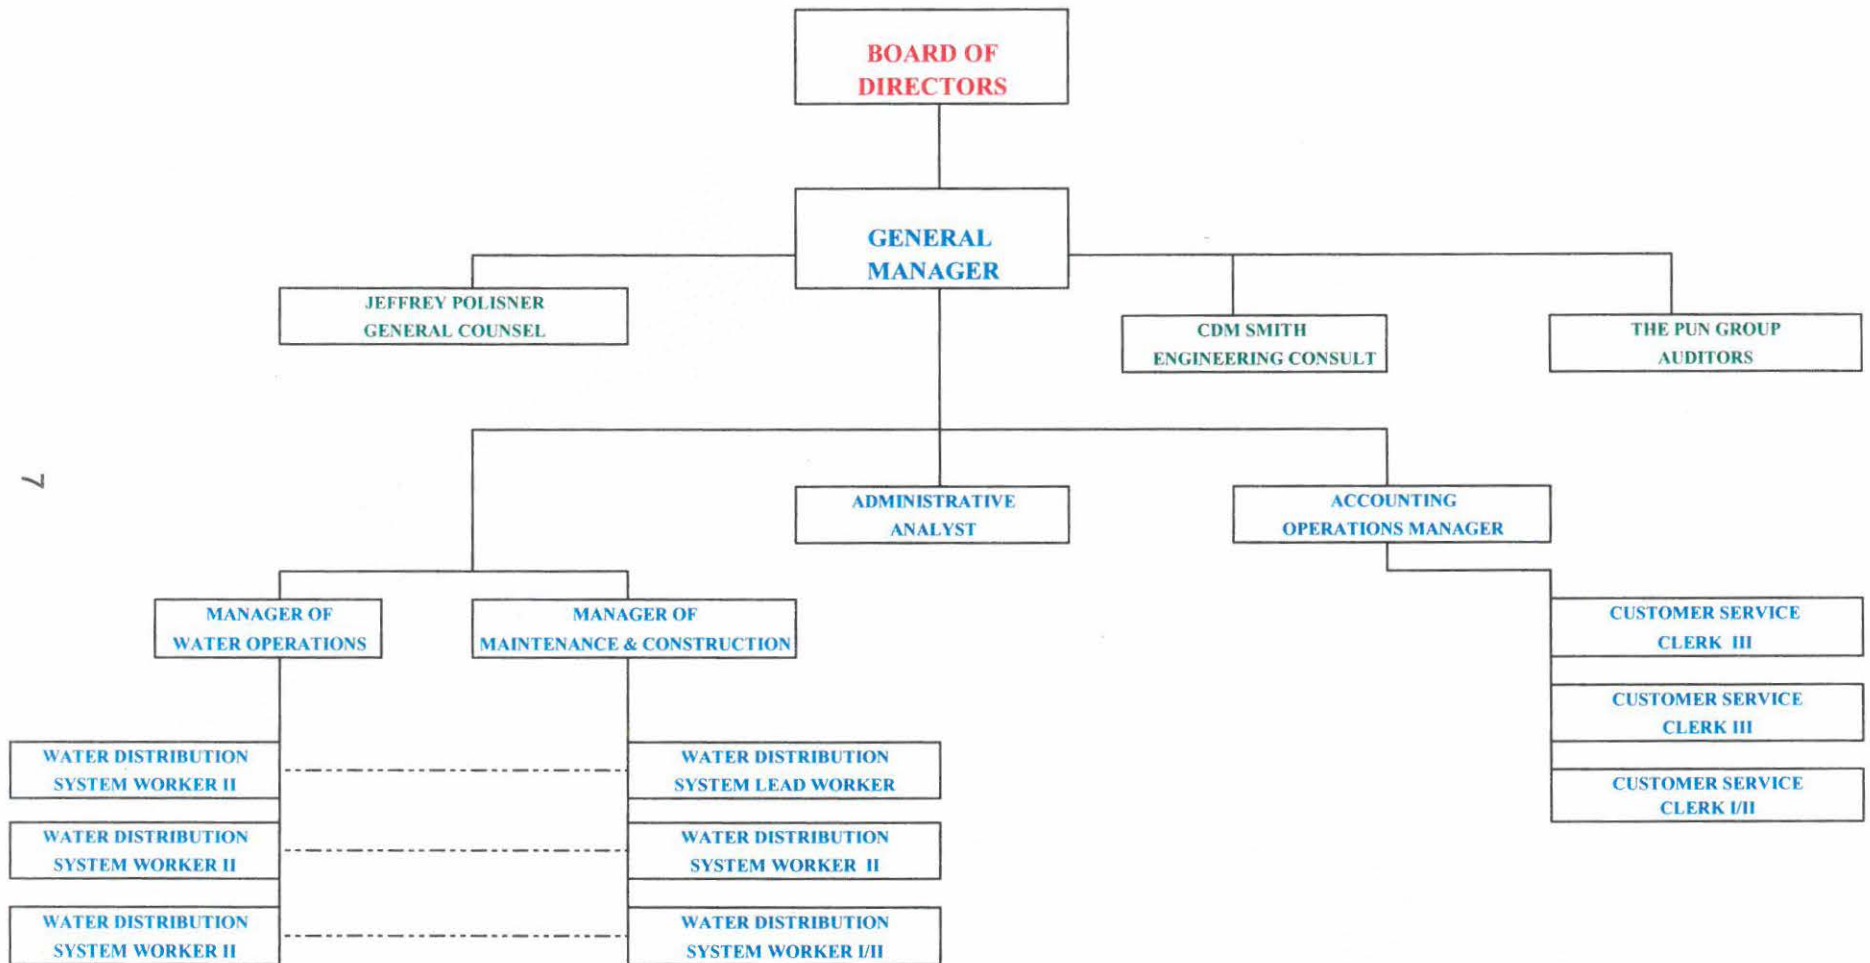 BOARD OF
DIRECTORS
GENERAL
MANAGER
JEFFREY POLISNER
GENERAL COUNSEL
CDM SMITH
ENGINEERING CONSULT
THE PUN GROUP
AUDITORS
7
ADMINISTRATIVE
ANALYST
ACCOUNTING
OPERATIONS MANAGER
MANAGER OF
WATER OPERATIONS
MANAGER OF
MAINTENANCE & CONSTRUCTION
CUSTOMER SERVICE
CLERK III
CUSTOMER SERVICE
CLERK III
CUSTOMER SERVICE
CLERK I/II
WATER DISTRIBUTION
SYSTEM WORKER II
WATER DISTRIBUTION
SYSTEM LEAD WORKER
WATER DISTRIBUTION
SYSTEM WORKER II
WATER DISTRIBUTION
SYSTEM WORKER II
WATER DISTRIBUTION
SYSTEM WORKER II
WATER DISTRIBUTION
SYSTEM WORKER I/II